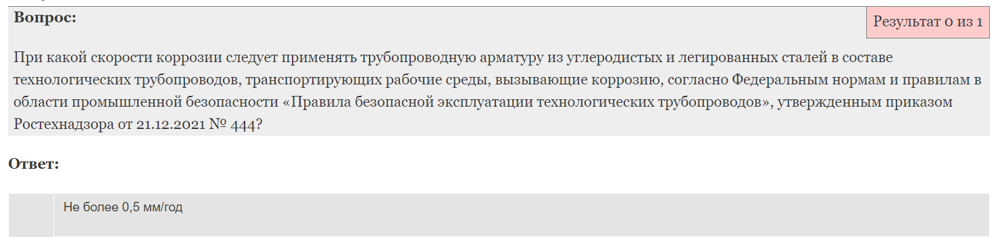 Вопрос:
Результат 0 из 1
При какой скорости коррозии следует применять трубопроводную арматуру из углеродистых и легированных сталей в составе
технологических трубопроводов, транспортирующих рабочие среды, вызывающие коррозию, согласно Федеральным нормам и правилам в
области промышленной безопасности «Правила безопасной эксплуатации технологических трубопроводов», утвержденным приказом
Ростехнадзора от 21.12.2021 № 444?
Ответ:
Не более 0,5 мм/год